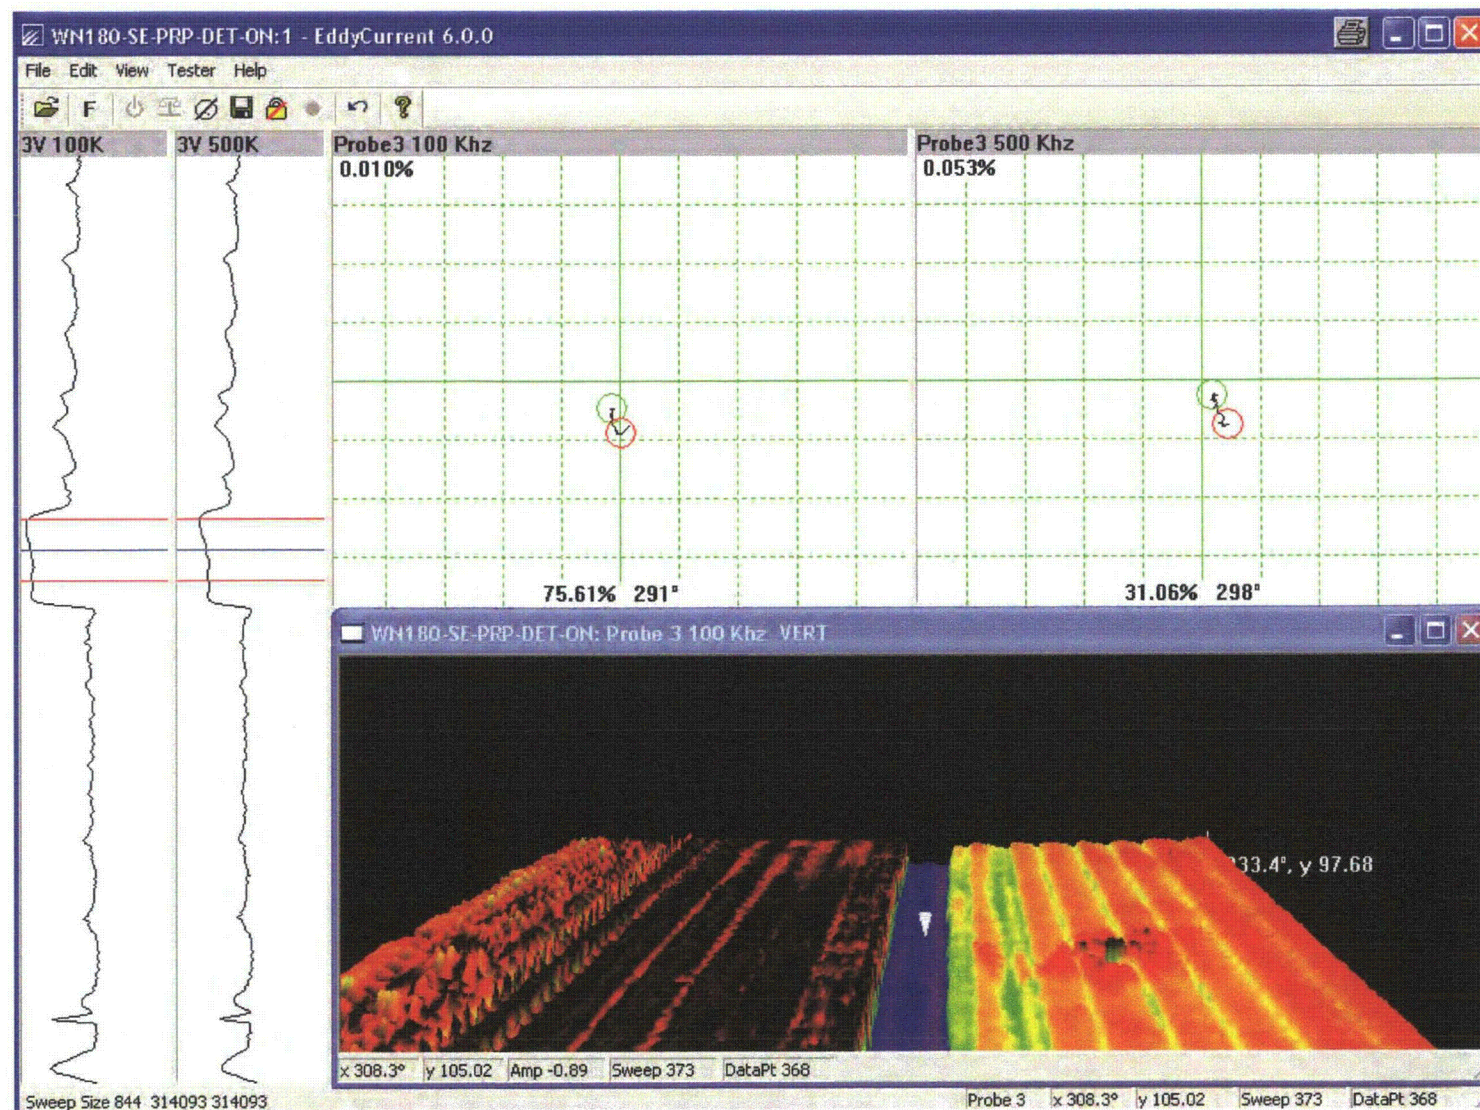 WN180-SE-PRP-DET-ON:1 - EddyCurrent 6.0.0
File Edit View Tester Help
F
3V 100K 3V 500K Probe3 100 Khz Probe3 500 Khz
0.010% 0.053%
75.61% 291° 31.06% 298°
WN180-SE-PRP-DET-ON: Probe 3 100 Khz VERT
33.4°, y 97.68
x 308.3° y 105.02 Amp -0.89 Sweep 373 DataPt 368
Sweep Size 844 314093 314093 Probe 3 x 308.3° y 105.02 Sweep 373 DataPt 368